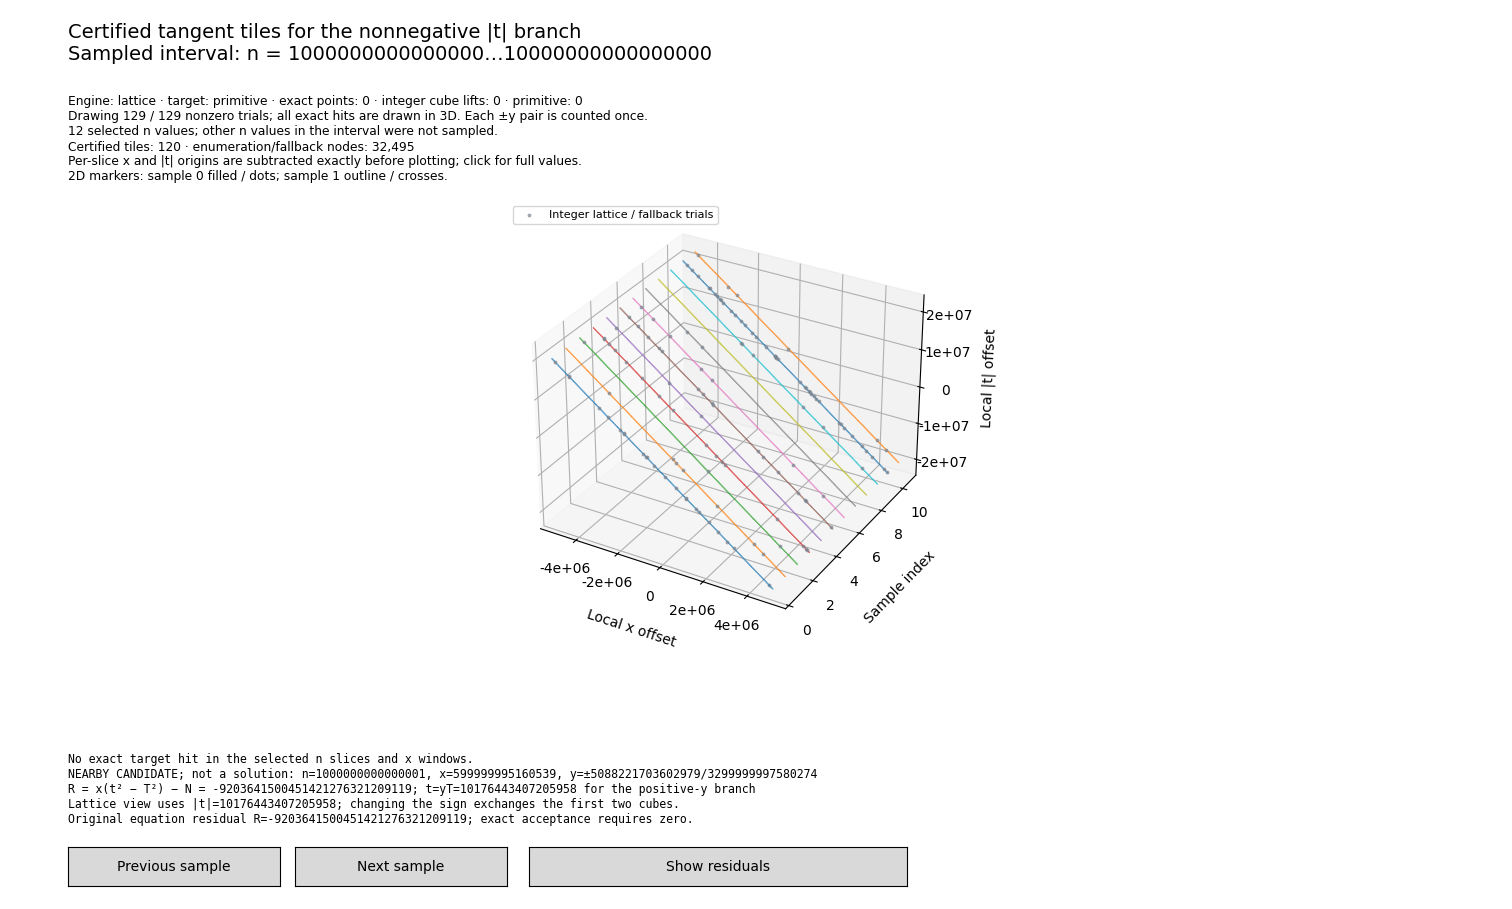 Certified tangent tiles for the nonnegative |t| branch
Sampled interval: n = 1000000000000000...10000000000000000
Engine: lattice · target: primitive · exact points: 0 · integer cube lifts: 0 · primitive: 0
Drawing 129 / 129 nonzero trials; all exact hits are drawn in 3D. Each ±y pair is counted once.
12 selected n values; other n values in the interval were not sampled.
Certified tiles: 120 · enumeration/fallback nodes: 32,495
Per-slice x and |t| origins are subtracted exactly before plotting; click for full values.
2D markers: sample 0 filled / dots; sample 1 outline / crosses.
Integer lattice / fallback trials
2e+07
1e+07
0
-1e+07
-2e+07
Local |t| offset
10
8
6
4
2
0
Sample index
-4e+06
-2e+06
0
2e+06
4e+06
Local x offset
No exact target hit in the selected n slices and x windows.
NEARBY CANDIDATE; not a solution: n=1000000000000001, x=599999995160539, y=±5088221703602979/3299999997580274
R = x(t² − T²) − N = -9203641500451421276321209119; t=yT=10176443407205958 for the positive-y branch
Lattice view uses |t|=10176443407205958; changing the sign exchanges the first two cubes.
Original equation residual R=-9203641500451421276321209119; exact acceptance requires zero.
Previous sample
Next sample
Show residuals